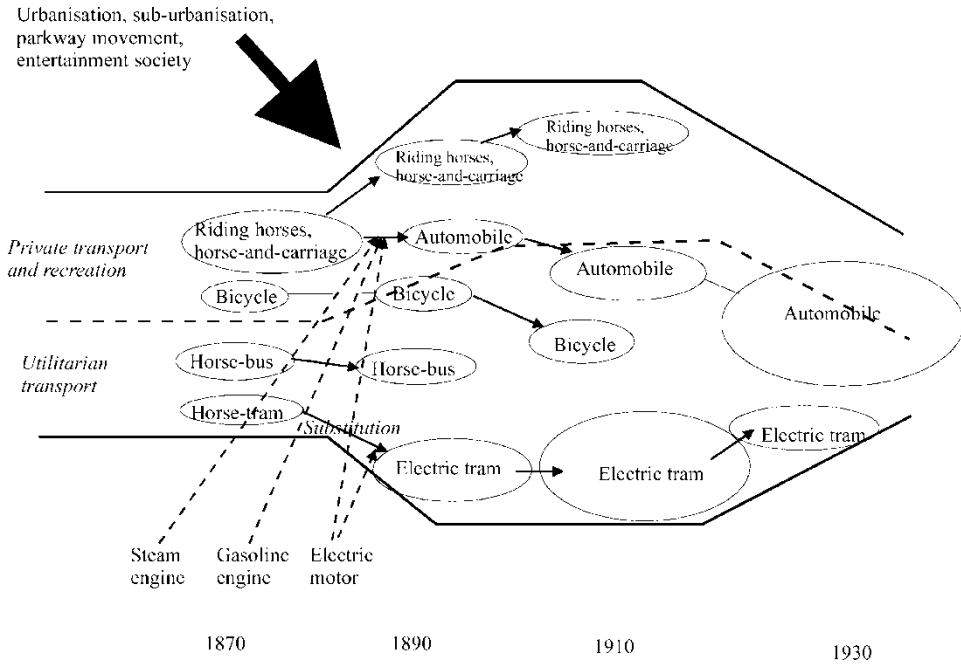 Urbanisation, sub-urbanisation,
parkway movement,
entertainment society
Riding horses,
horse-and-carriage
Riding horses,
horse-and-carriage
Private transport
and recreation
Riding horses,
horse-and-carriage
Automobile
Automobile
Automobile
Bicycle
Bicycle
Bicycle
Utilitarian
transport
Horse-bus
Horse-bus
Horse-tram
Substitution
Electric tram
Electric tram
Electric tram
Steam
engine
Gasoline
engine
Electric
motor
1870
1890
1910
1930